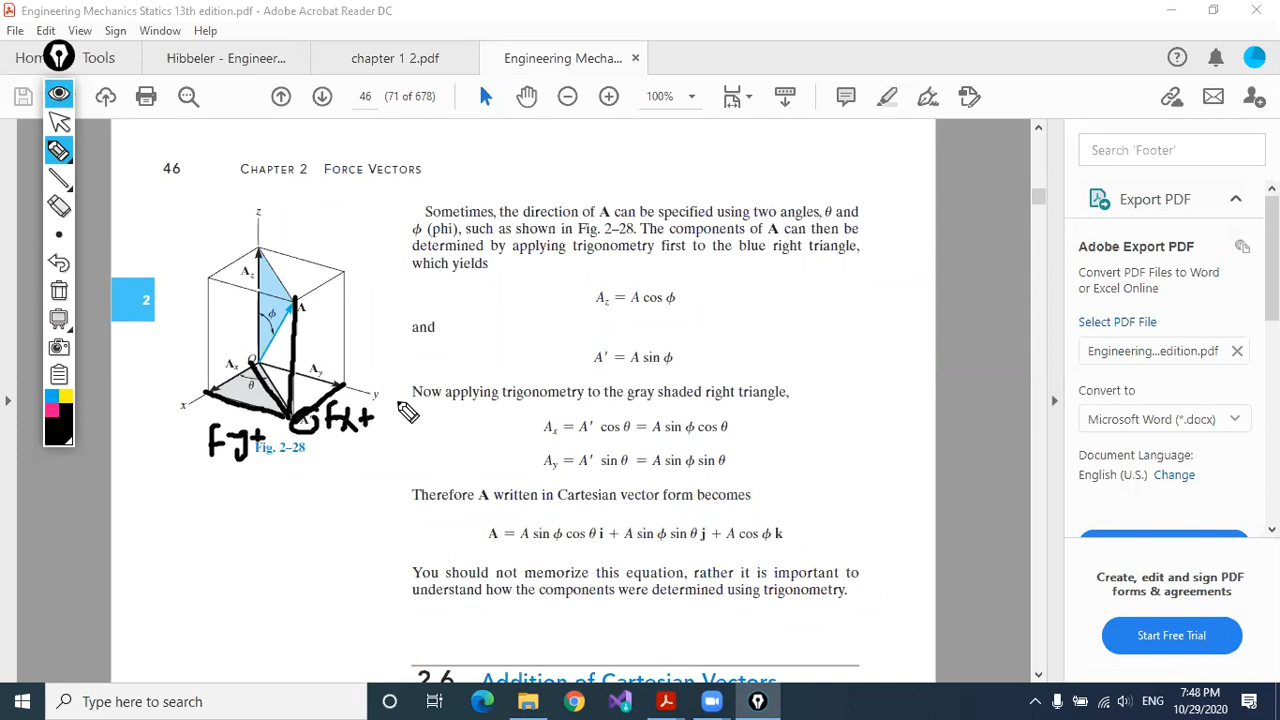 Engineering Mechanics Statics 13th edition.pdf - Adobe Acrobat Reader DC
File Edit View Sign Window Help
Hom Tools Hibbeler - Engineer... chapter 1 2.pdf Engineering Mecha... ×
46 (71 of 678) 100%
46 CHAPTER 2 FORCE VECTORS
Search 'Footer'
Export PDF
Adobe Export PDF
Convert PDF Files to Word
or Excel Online
Select PDF File
Engineering...edition.pdf
Convert to
Microsoft Word (*.docx)
Document Language:
English (U.S.) Change
Create, edit and sign PDF
forms & agreements
Start Free Trial
2
z
A_z
A
ϕ
O
A_x
A_y
θ
x
y
A′
Fy+
Fx+
Fig. 2–28
Sometimes, the direction of A can be specified using two angles, θ and
ϕ (phi), such as shown in Fig. 2–28. The components of A can then be
determined by applying trigonometry first to the blue right triangle,
which yields
A_z = A cos ϕ
and
A′ = A sin ϕ
Now applying trigonometry to the gray shaded right triangle,
A_x = A′ cos θ = A sin ϕ cos θ
A_y = A′ sin θ = A sin ϕ sin θ
Therefore A written in Cartesian vector form becomes
A = A sin ϕ cos θ i + A sin ϕ sin θ j + A cos ϕ k
You should not memorize this equation, rather it is important to
understand how the components were determined using trigonometry.
2.6 Addition of Cartesian Vectors
Type here to search
ENG
7:48 PM
10/29/2020